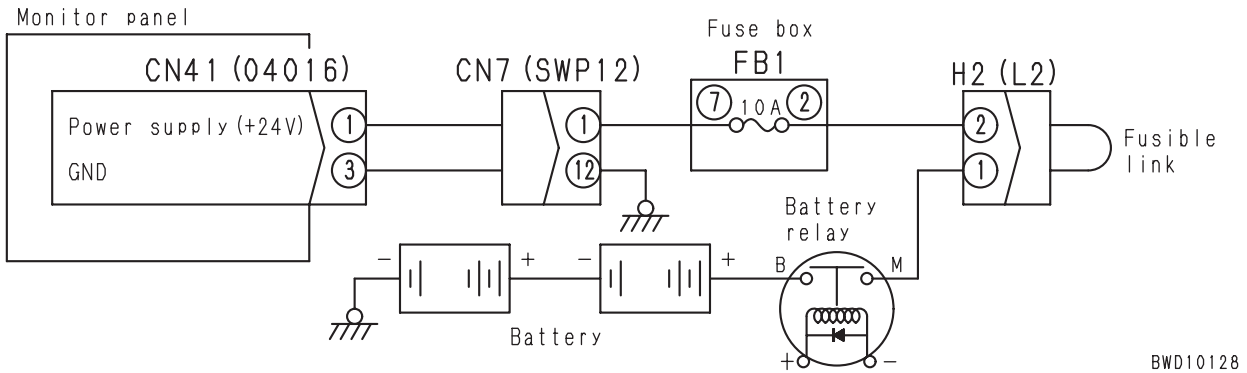 Monitor panel
Fuse box
CN41 (04016)
CN7 (SWP12)
FB1
H2 (L2)
Power supply (+24V)
1
1
7
10A
2
2
Fusible
link
GND
3
12
1
Battery
relay
-
+
-
+
B
M
Battery
+
-
BWD10128